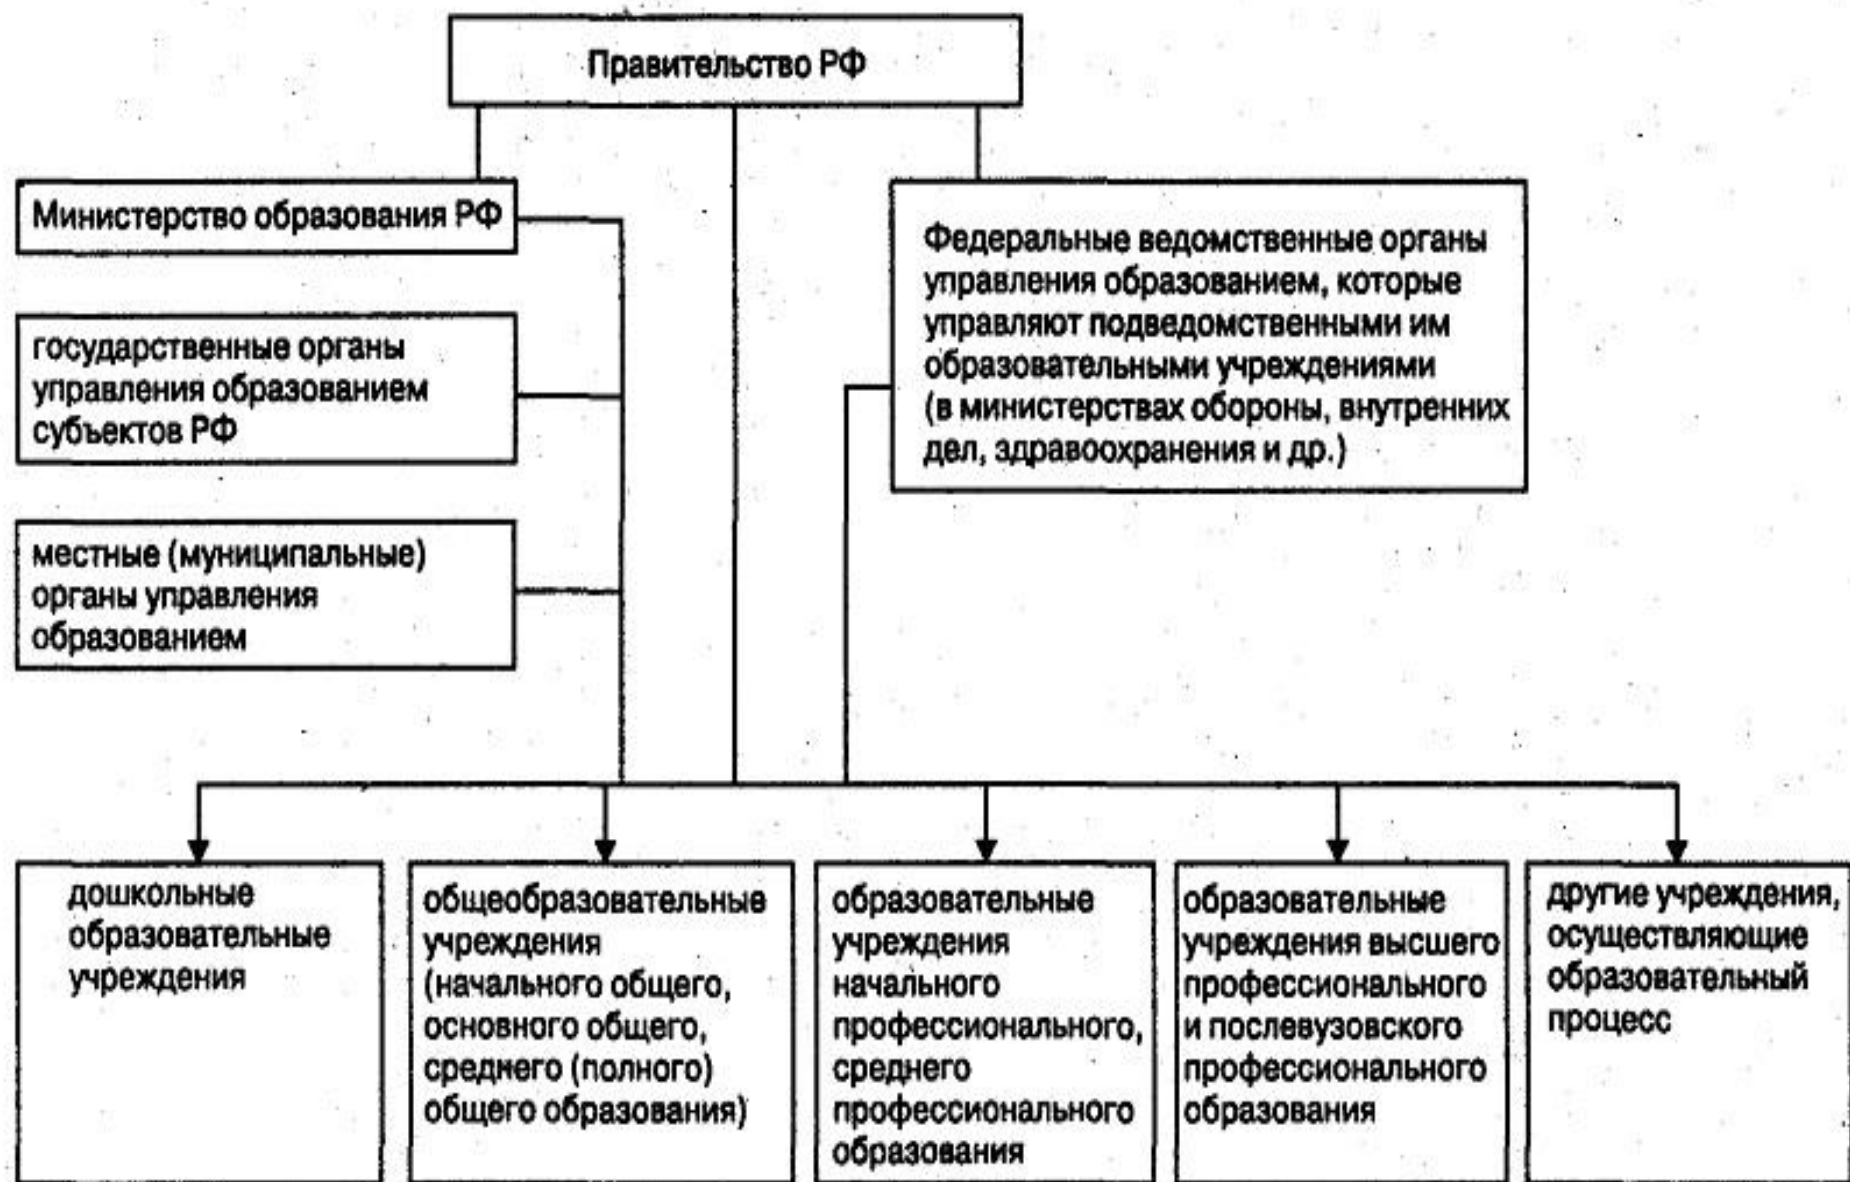 Правительство РФ
Министерство образования РФ
государственные органы
управления образованием
субъектов РФ
местные (муниципальные)
органы управления
образованием
Федеральные ведомственные органы
управления образованием, которые
управляют подведомственными им
образовательными учреждениями
(в министерствах обороны, внутренних
дел, здравоохранения и др.)
дошкольные
образовательные
учреждения
общеобразовательные
учреждения
(начального общего,
основного общего,
среднего (полного)
общего образования)
образовательные
учреждения
начального
профессионального,
среднего
профессионального
образования
образовательные
учреждения высшего
профессионального
и послевузовского
профессионального
образования
другие учреждения,
осуществляющие
образовательный
процесс